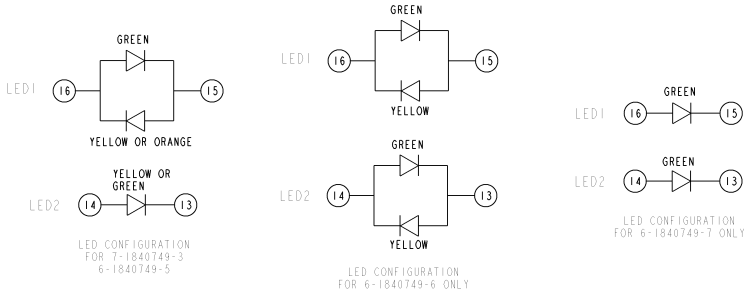 GREEN
LED1
16
15
YELLOW OR ORANGE
YELLOW OR
GREEN
LED2
14
13
LED CONFIGURATION
FOR 7-1840749-3
6-1840749-5
GREEN
LED1
16
15
YELLOW
GREEN
LED2
14
13
YELLOW
LED CONFIGURATION
FOR 6-1840749-6 ONLY
GREEN
LED1
16
15
GREEN
LED2
14
13
LED CONFIGURATION
FOR 6-1840749-7 ONLY